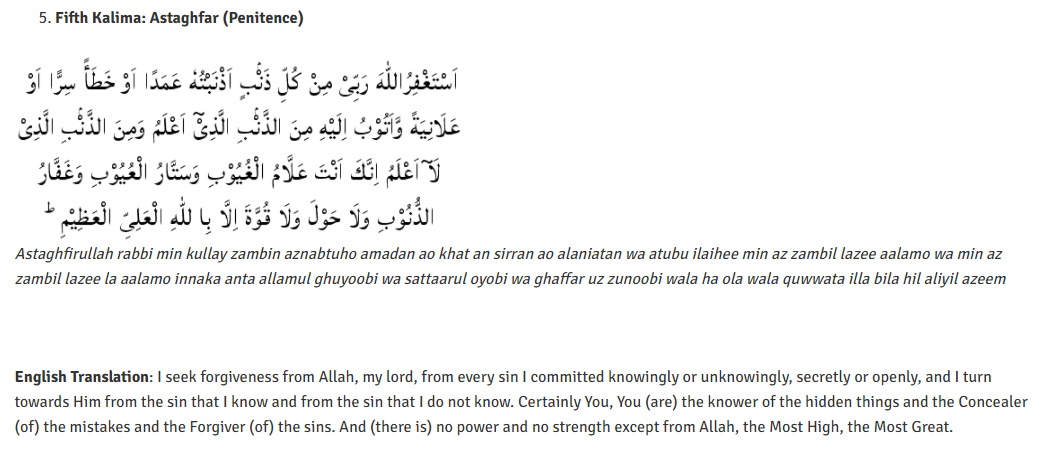 5. Fifth Kalima: Astaghfar (Penitence)
اَسْتَغْفِرُاللهَ رَبِّىْ مِنْ كُلِّ ذَنْۢبٍ اَذْنَبْتُهٗ عَمَدًا اَوْ خَطَأً سِرًّا اَوْ
عَلَانِيَةً وَّاَتُوْبُ اِلَيْهِ مِنَ الذَّنْۢبِ الَّذِىْٓ اَعْلَمُ وَمِنَ الذَّنْۢبِ الَّذِىْ
لَآ اَعْلَمُ اِنَّكَ اَنْتَ عَلَّامُ الْغُيُوْبِ وَسَتَّارُ الْعُيُوْبِ وَغَفَّارُ
الذُّنُوْبِ وَلَا حَوْلَ وَلَا قُوَّةَ اِلَّا بِا للهِ الْعَلِىِّ الْعَظِيْمِ ؕ
Astaghfirullah rabbi min kullay zambin aznabtuho amadan ao khat an sirran ao alaniatan wa atubu ilaihee min az zambil lazee aalamo wa min az
zambil lazee la aalamo innaka anta allamul ghuyoobi wa sattaarul oyobi wa ghaffar uz zunoobi wala ha ola wala quwwata illa bila hil aliyil azeem
English Translation: I seek forgiveness from Allah, my lord, from every sin I committed knowingly or unknowingly, secretly or openly, and I turn
towards Him from the sin that I know and from the sin that I do not know. Certainly You, You (are) the knower of the hidden things and the Concealer
(of) the mistakes and the Forgiver (of) the sins. And (there is) no power and no strength except from Allah, the Most High, the Most Great.